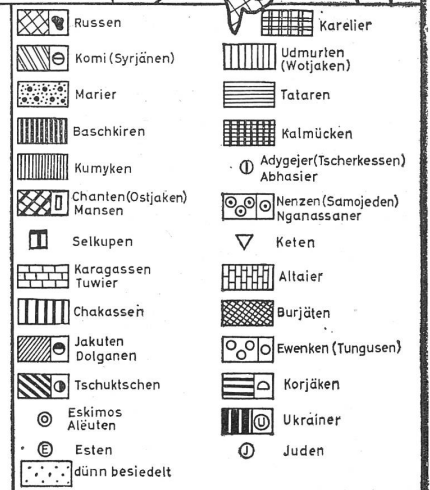 Russen
Karelier
Komi (Syrjänen)
Udmurten
(Wotjaken)
Marier
Tataren
Baschkiren
Kalmücken
Kumyken
Adygejer (Tscherkessen)
Abhasier
Chanten (Ostjaken)
Mansen
Nenzen (Samojeden)
Nganassaner
Selkupen
Keten
Karagassen
Tuwier
Altaier
Chakassen
Burjäten
Jakuten
Dolganen
Ewenken (Tungusen)
Tschuktschen
Korjäken
Eskimos
Alëuten
U Ukrainer
E Esten
J Juden
dünn besiedelt